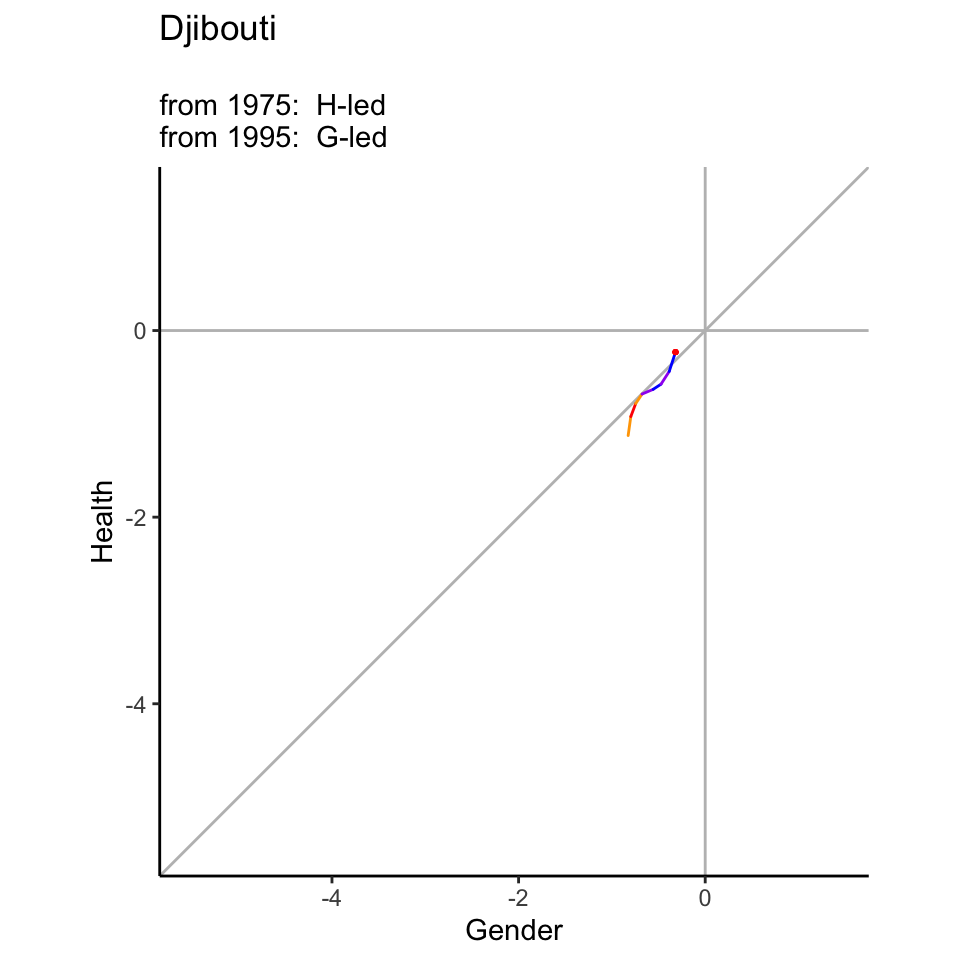 Djibouti
from 1975:  H-led
from 1995:  G-led
0
-2
-4
Health
-4
-2
0
Gender